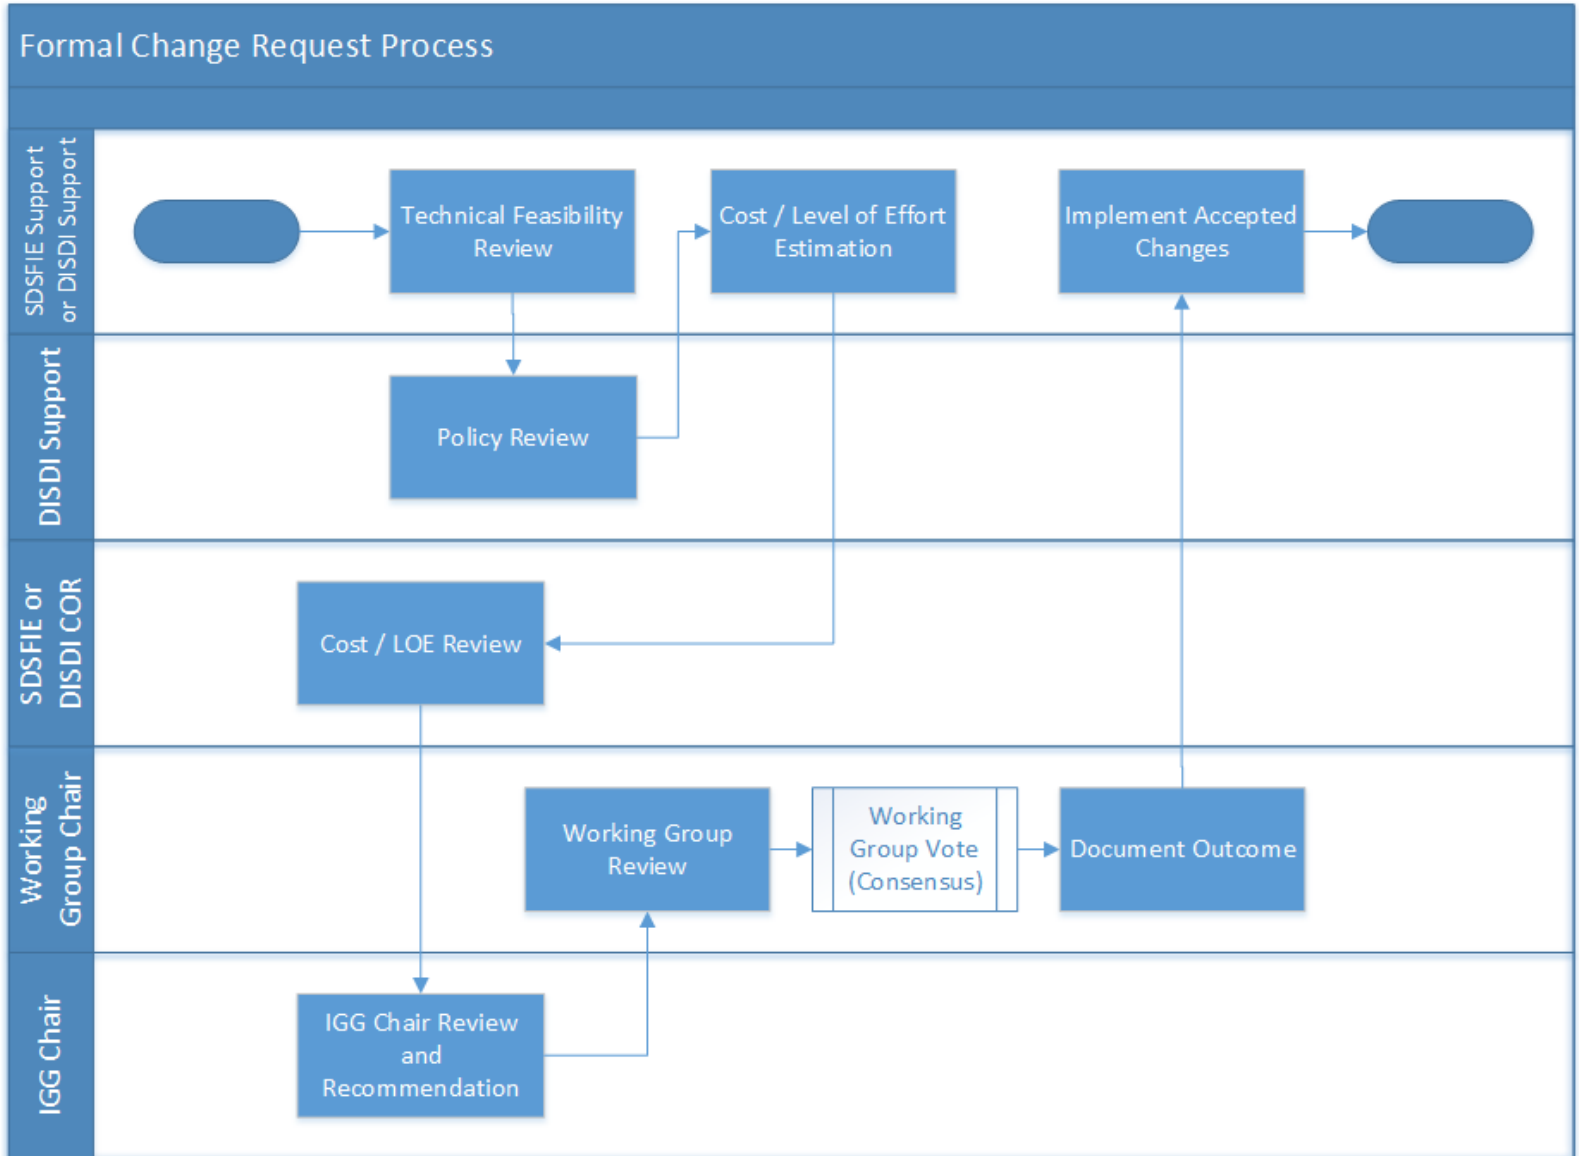 Formal Change Request Process
SDSFIE Support
or DISDI Support
Technical Feasibility
Review
Cost / Level of Effort
Estimation
Implement Accepted
Changes
DISDI Support
Policy Review
SDSFIE or
DISDI COR
Cost / LOE Review
Working
Group Chair
Working Group
Review
Working
Group Vote
(Consensus)
Document Outcome
IGG Chair
IGG Chair Review
and
Recommendation